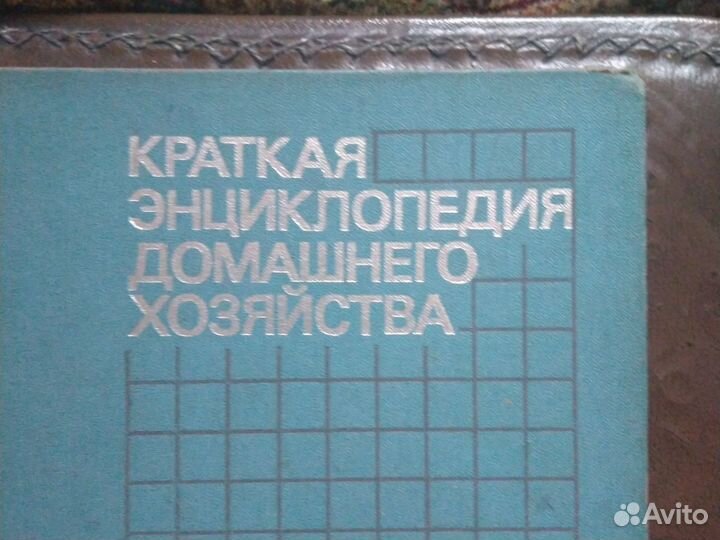 КРАТКАЯ
ЭНЦИКЛОПЕДИЯ
ДОМАШНЕГО
ХОЗЯЙСТВА
Avito